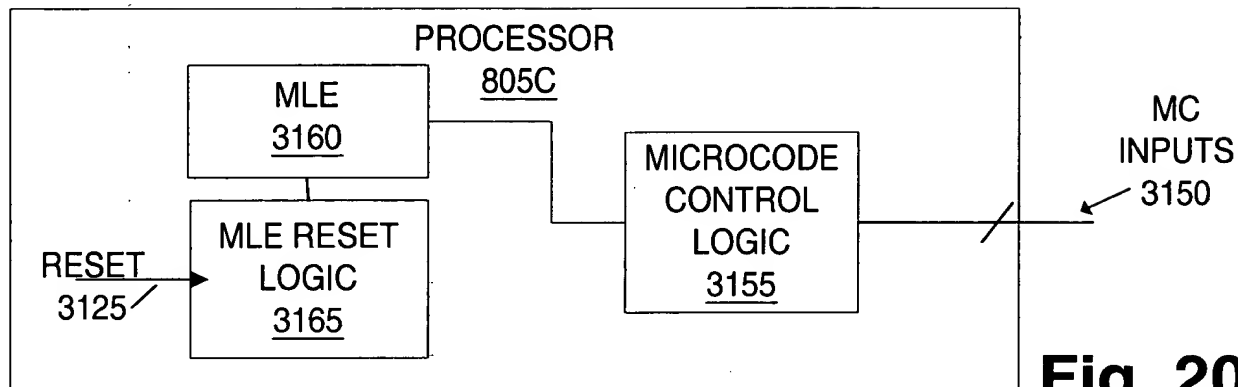 PROCESSOR
805C
MLE
3160
MLE RESET
LOGIC
3165
RESET
3125
MICROCODE
CONTROL
LOGIC
3155
MC
INPUTS
3150
Fig. 20